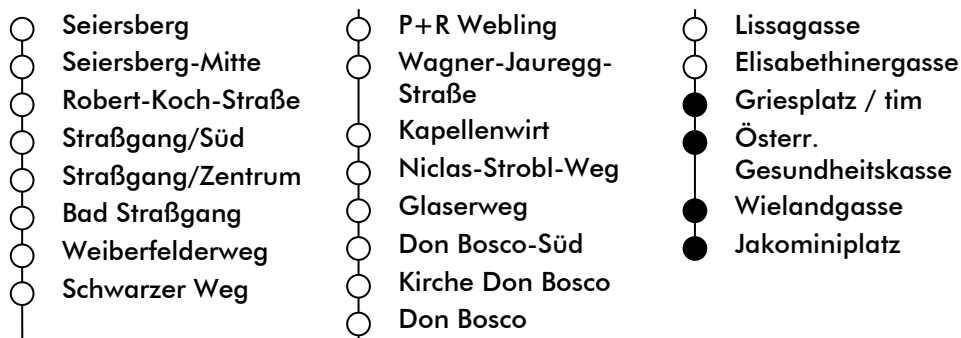 Seiersberg
Seiersberg-Mitte
Robert-Koch-Straße
Straßgang/Süd
Straßgang/Zentrum
Bad Straßgang
Weiberfelderweg
Schwarzer Weg
P+R Webling
Wagner-Jauregg-
Straße
Kapellenwirt
Niclas-Strobl-Weg
Glaserweg
Don Bosco-Süd
Kirche Don Bosco
Don Bosco
Lissagasse
Elisabethinergasse
Griesplatz / tim
Österr.
Gesundheitskasse
Wielandgasse
Jakominiplatz